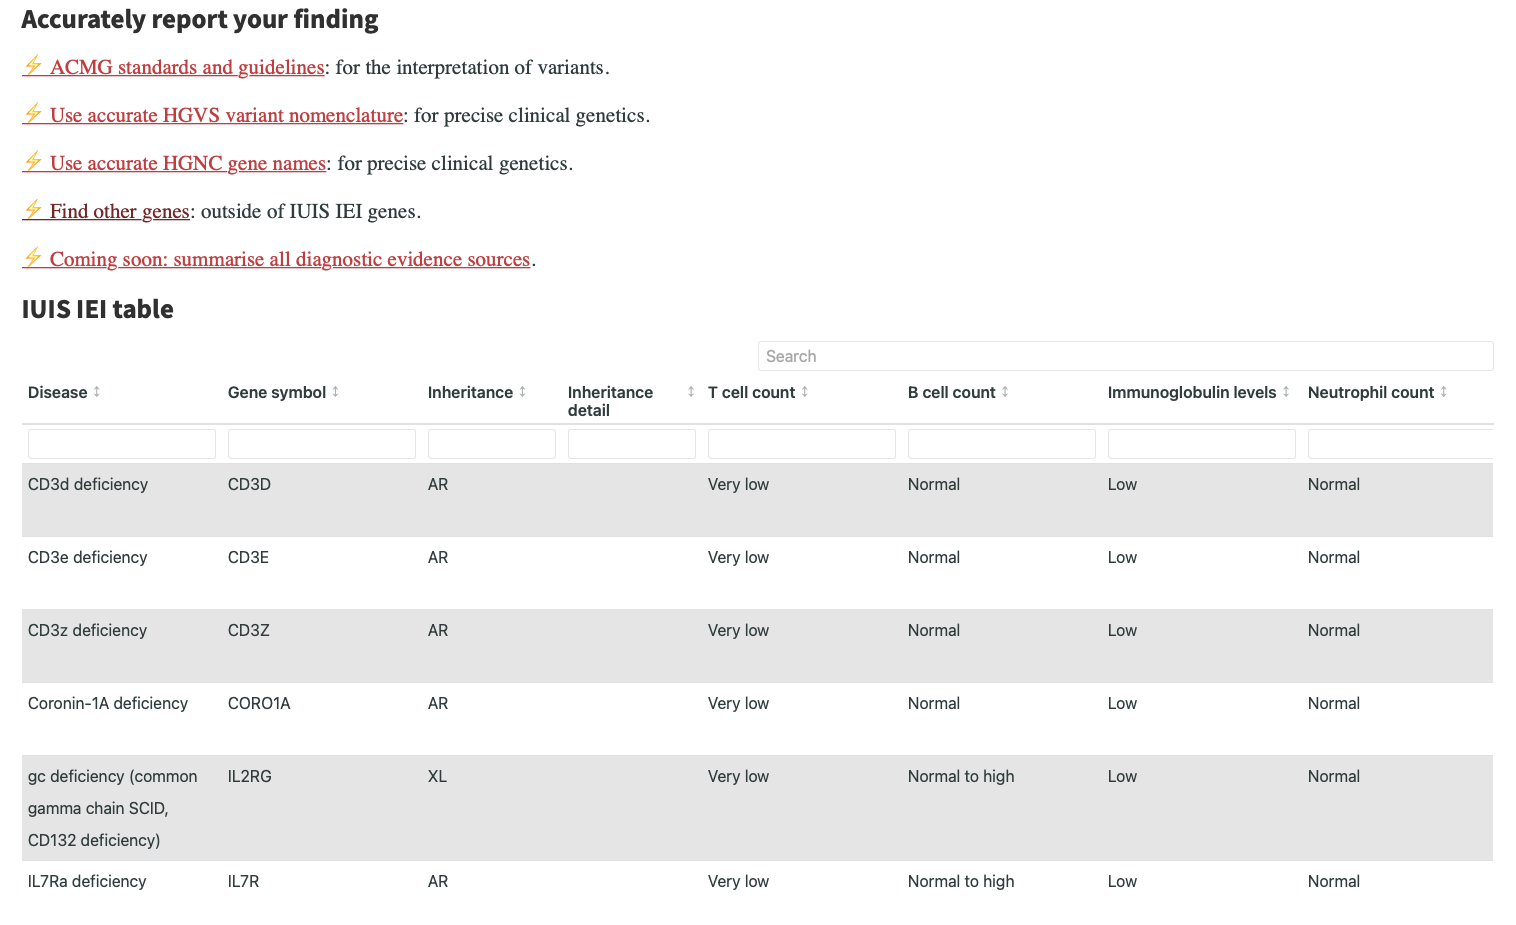 Accurately report your finding
⚡ ACMG standards and guidelines: for the interpretation of variants.
⚡ Use accurate HGVS variant nomenclature: for precise clinical genetics.
⚡ Use accurate HGNC gene names: for precise clinical genetics.
⚡ Find other genes: outside of IUIS IEI genes.
⚡ Coming soon: summarise all diagnostic evidence sources.
IUIS IEI table
Search
Disease Gene symbol Inheritance Inheritance detail T cell count B cell count Immunoglobulin levels Neutrophil count
CD3d deficiency CD3D AR Very low Normal Low Normal
CD3e deficiency CD3E AR Very low Normal Low Normal
CD3z deficiency CD3Z AR Very low Normal Low Normal
Coronin-1A deficiency CORO1A AR Very low Normal Low Normal
gc deficiency (common IL2RG XL Very low Normal to high Low Normal
gamma chain SCID,
CD132 deficiency)
IL7Ra deficiency IL7R AR Very low Normal to high Low Normal